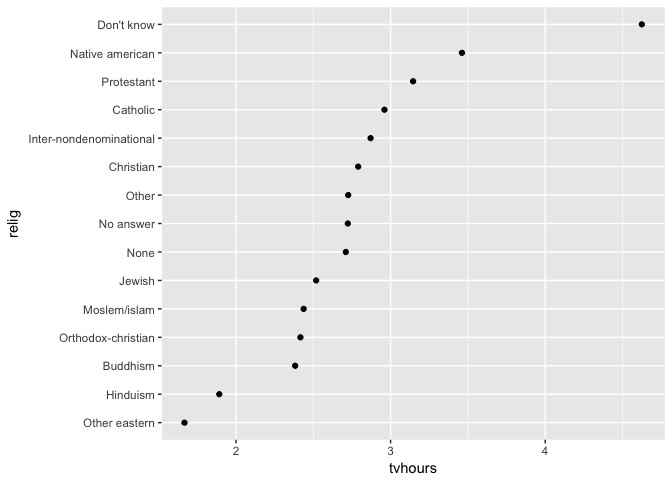 Don't know
Native american
Protestant
Catholic
Inter-nondenominational
Christian
Other
No answer
None
Jewish
Moslem/islam
Orthodox-christian
Buddhism
Hinduism
Other eastern
relig
2 3 4
tvhours